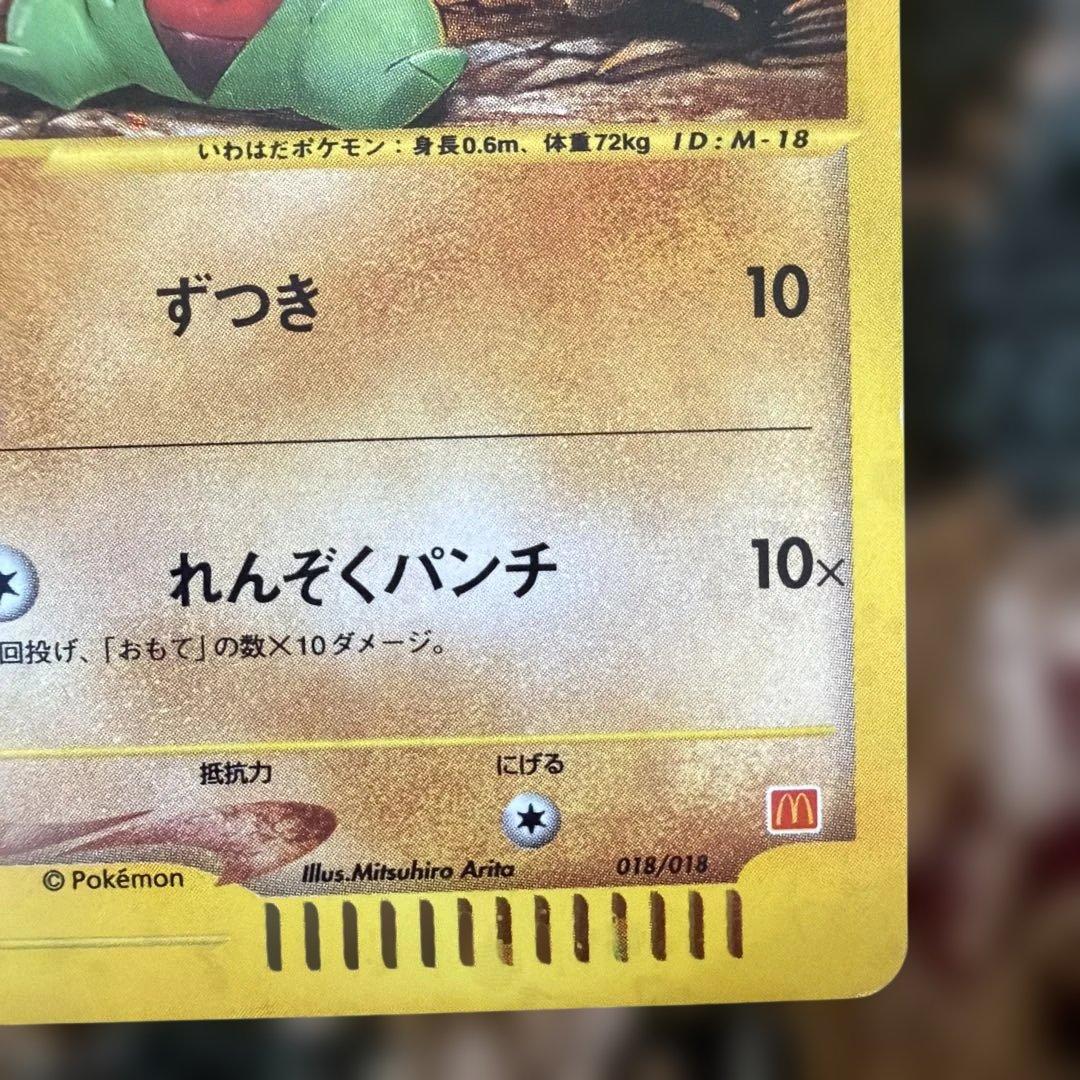 いわはだポケモン：身長0.6m、体重72kg ID:M-18
ずつき 10
れんぞくパンチ 10×
回投げ、「おもて」の数×10ダメージ。
抵抗力 にげる
© Pokémon Illus.Mitsuhiro Arita 018/018